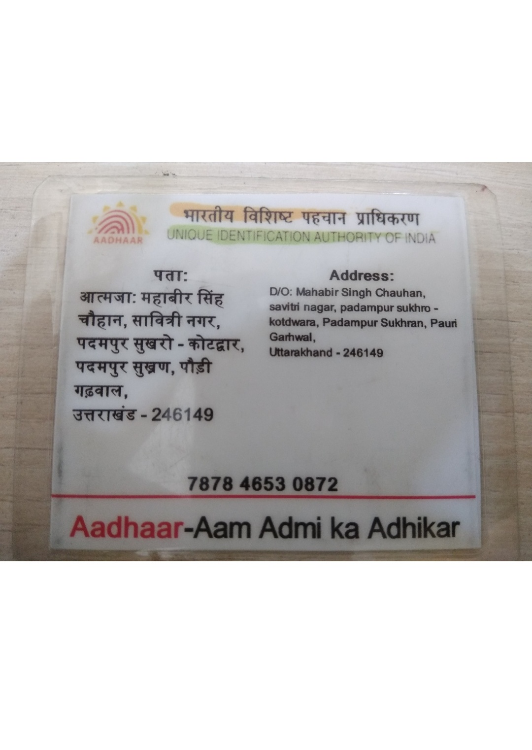 भारतीय विशिष्ट पहचान प्राधिकरण
AADHAAR
UNIQUE IDENTIFICATION AUTHORITY OF INDIA
पता:
आत्मजा: महाबीर सिंह
चौहान, सावित्री नगर,
पदमपुर सुखरो - कोटद्वार,
पदमपुर सुख्रण, पौड़ी
गढ़वाल,
उत्तराखंड - 246149
Address:
D/O: Mahabir Singh Chauhan,
savitri nagar, padampur sukhro -
kotdwara, Padampur Sukhran, Pauri
Garhwal,
Uttarakhand - 246149
7878 4653 0872
Aadhaar-Aam Admi ka Adhikar